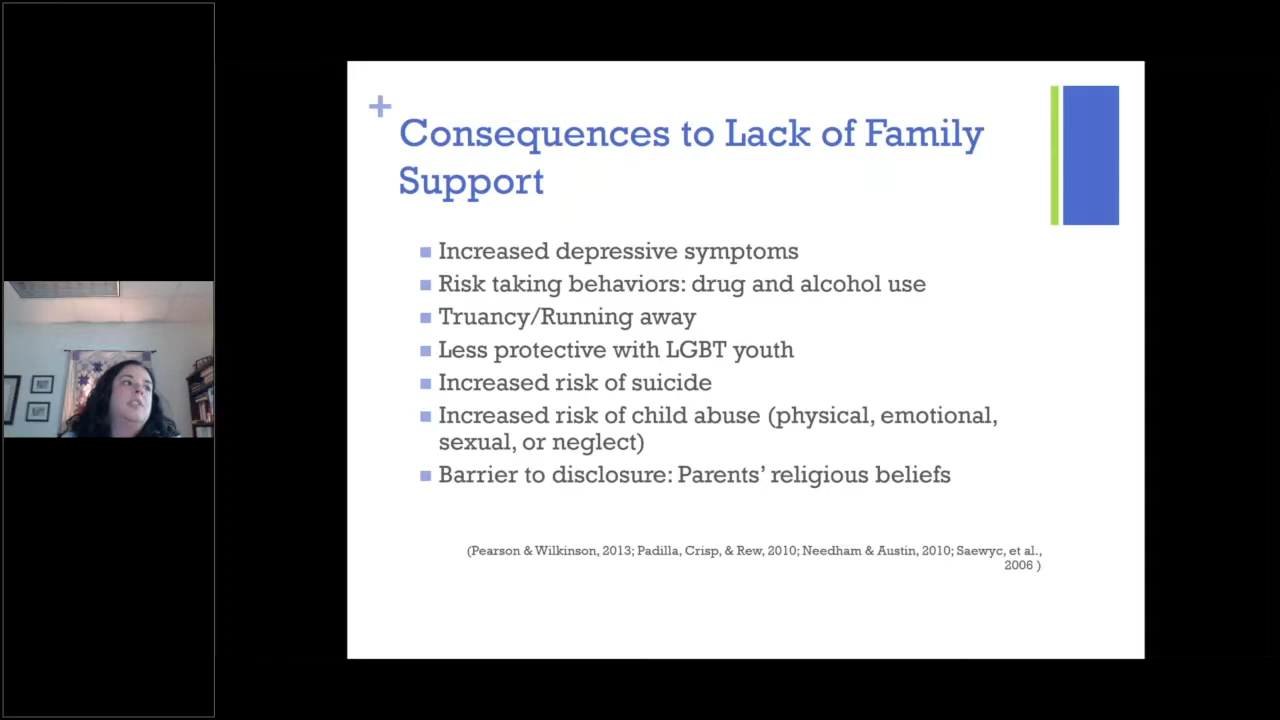 +
Consequences to Lack of Family
Support
Increased depressive symptoms
Risk taking behaviors: drug and alcohol use
Truancy/Running away
Less protective with LGBT youth
Increased risk of suicide
Increased risk of child abuse (physical, emotional,
sexual, or neglect)
Barrier to disclosure: Parents’ religious beliefs
(Pearson & Wilkinson, 2013; Padilla, Crisp, & Rew, 2010; Needham & Austin, 2010; Saewyc, et al.,
2006 )